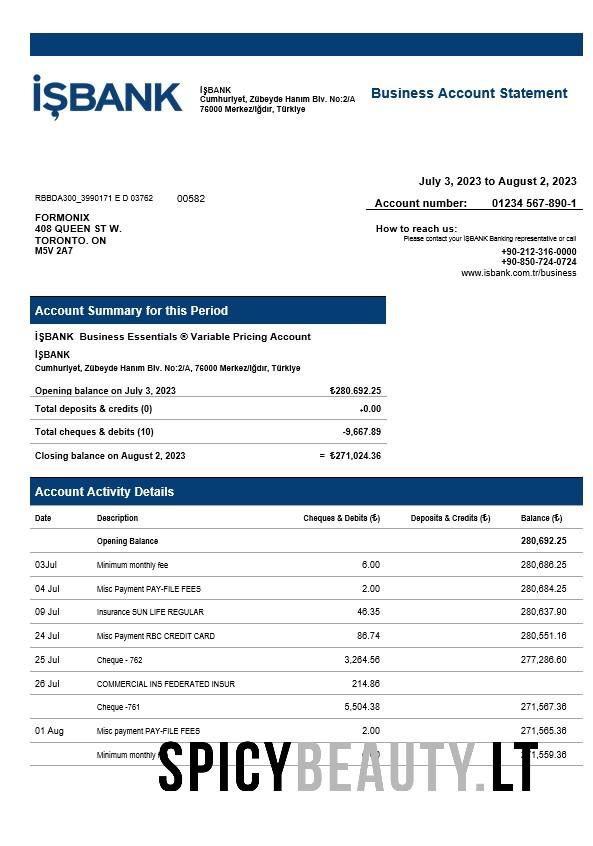 İŞBANK
İŞBANK
Cumhuriyet, Zübeyde Hanım Blv. No:2/A
76000 Merkez/Iğdır, Türkiye
Business Account Statement
July 3, 2023 to August 2, 2023
RBBDA300_3990171 E D 03762 00582
Account number: 01234 567-890-1
FORMONIX
408 QUEEN ST W.
TORONTO. ON
M5V 2A7
How to reach us:
Please contact your İŞBANK Banking representative or call
+90-212-316-0000
+90-850-724-0724
www.isbank.com.tr/business
Account Summary for this Period
İŞBANK Business Essentials ® Variable Pricing Account
İŞBANK
Cumhuriyet, Zübeyde Hanım Blv. No:2/A, 76000 Merkez/Iğdır, Türkiye
Opening balance on July 3, 2023 ₺280,692.25
Total deposits & credits (0) +0.00
Total cheques & debits (10) -9,667.89
Closing balance on August 2, 2023 = ₺271,024.36
Account Activity Details
Date Description Cheques & Debits (₺) Deposits & Credits (₺) Balance (₺)
Opening Balance 280,692.25
03Jul Minimum monthly fee 6.00 280,686.25
04 Jul Misc Payment PAY-FILE FEES 2.00 280,684.25
09 Jul Insurance SUN LIFE REGULAR 46.35 280,637.90
24 Jul Misc Payment RBC CREDIT CARD 86.74 280,551.16
25 Jul Cheque - 762 3,264.56 277,286.60
26 Jul COMMERCIAL INS FEDERATED INSUR 214.86
Cheque -761 5,504.38 271,567.36
01 Aug Misc payment PAY-FILE FEES 2.00 271,565.36
Minimum monthly
SPICYBEAUTY.LT